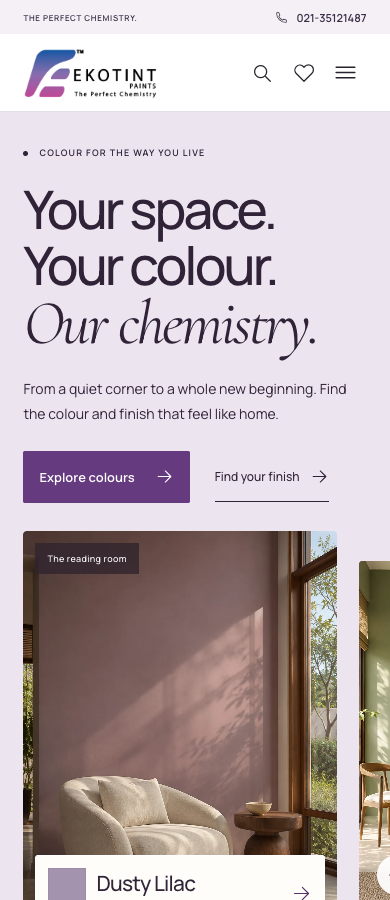 THE PERFECT CHEMISTRY.
021-35121487
EKOTINT™
PAINTS
The Perfect Chemistry
COLOUR FOR THE WAY YOU LIVE
Your space.
Your colour.
Our chemistry.
From a quiet corner to a whole new beginning. Find
the colour and finish that feel like home.
Explore colours
Find your finish
The reading room
Dusty Lilac